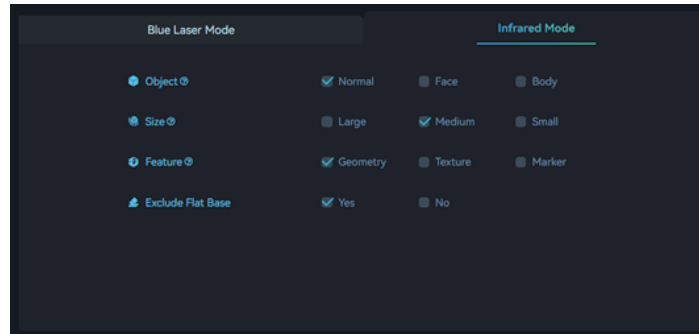 Blue Laser Mode Infrared Mode
Object ? Normal Face Body
Size ? Large Medium Small
Feature ? Geometry Texture Marker
Exclude Flat Base Yes No